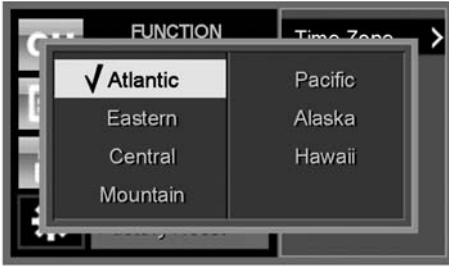 FUNCTION
Time Zone >
√ Atlantic
Eastern
Central
Mountain
Pacific
Alaska
Hawaii